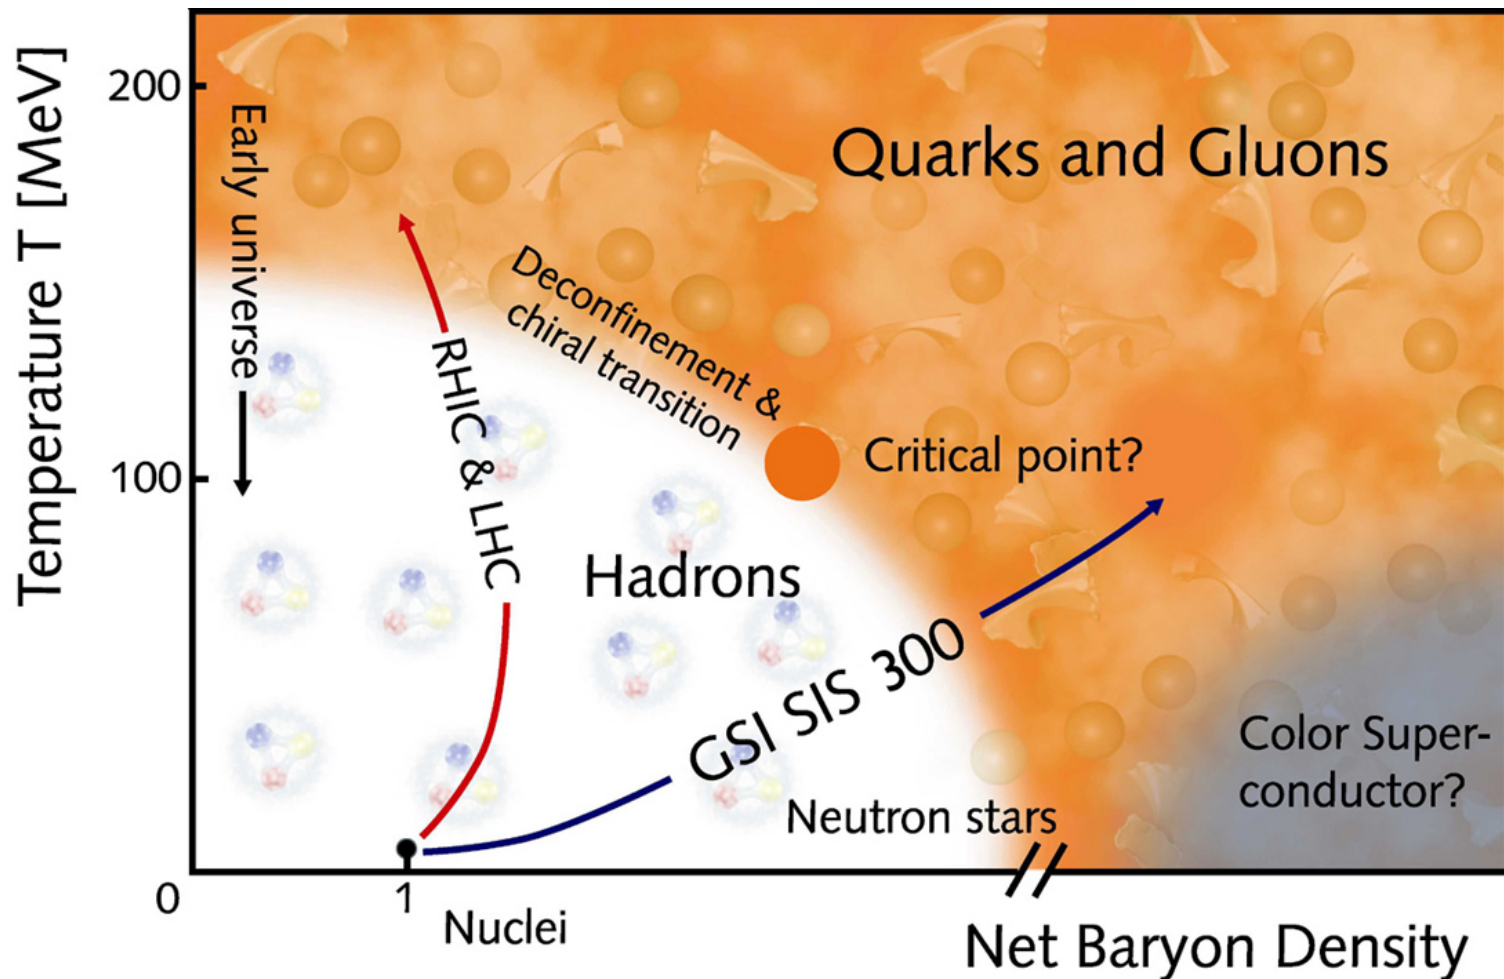 Temperature T [MeV]
200
100
0
Early universe
Quarks and Gluons
Deconfinement &
chiral transition
RHIC & LHC
Critical point?
Hadrons
GSI SIS 300
Color Super-
conductor?
Neutron stars
1
Nuclei
Net Baryon Density